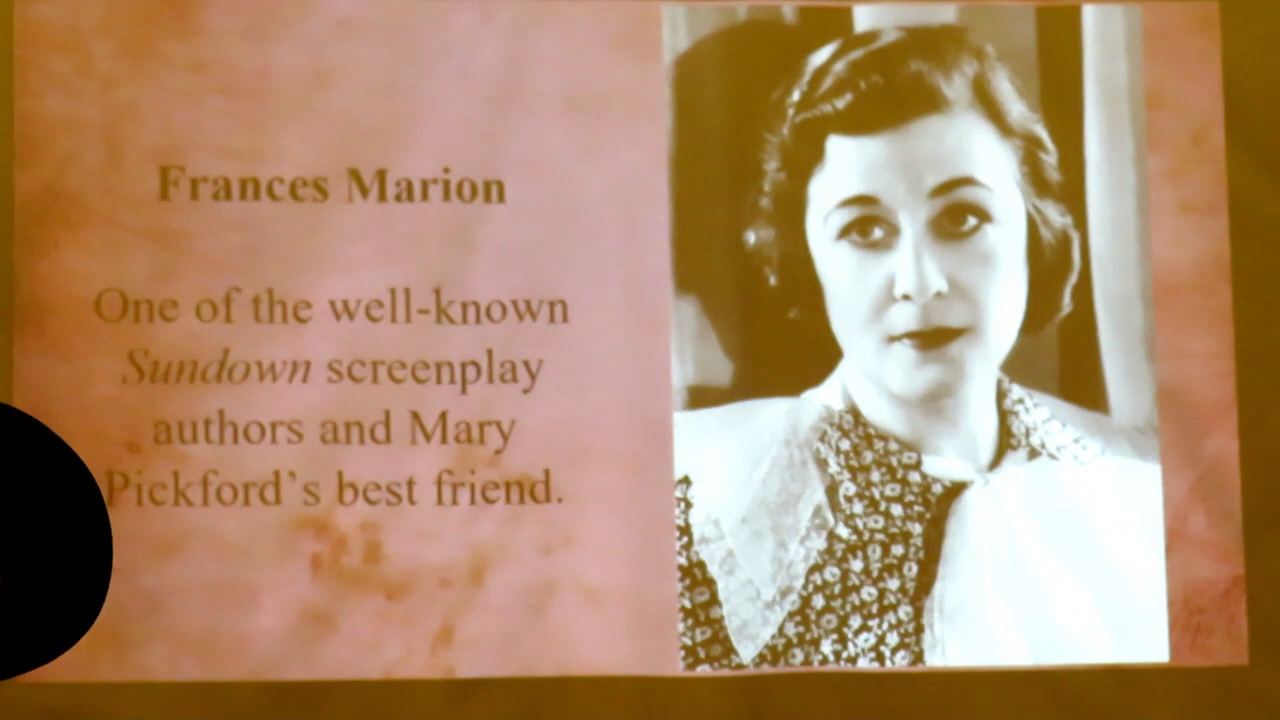 Frances Marion
One of the well-known
Sundown screenplay
authors and Mary
Pickford's best friend.